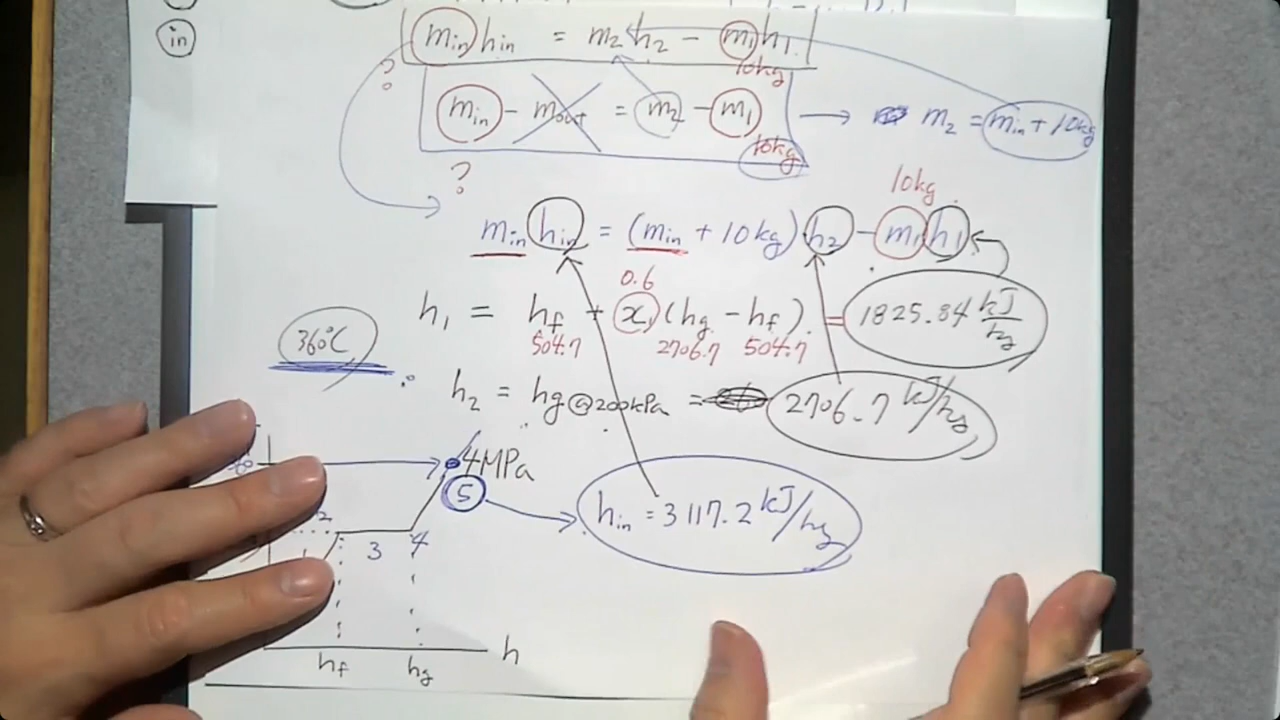 in
m_in h_in = m2 h2 - m1 h1
?
10kg
m_in - m_out = m2 - m1 → m2 = m_in + 10kg
10kg
?
10kg
m_in h_in = (m_in + 10kg) h2 - m1 h1
0.6
h1 = hf + x1 (hg - hf) = 1825.84 kJ/kg
504.7 2706.7 504.7
36°C
h2 = hg@200kPa = 2706.7 kJ/kg
4MPa
5
h_in = 3117.2 kJ/kg
2
3 4
1
hf hg h